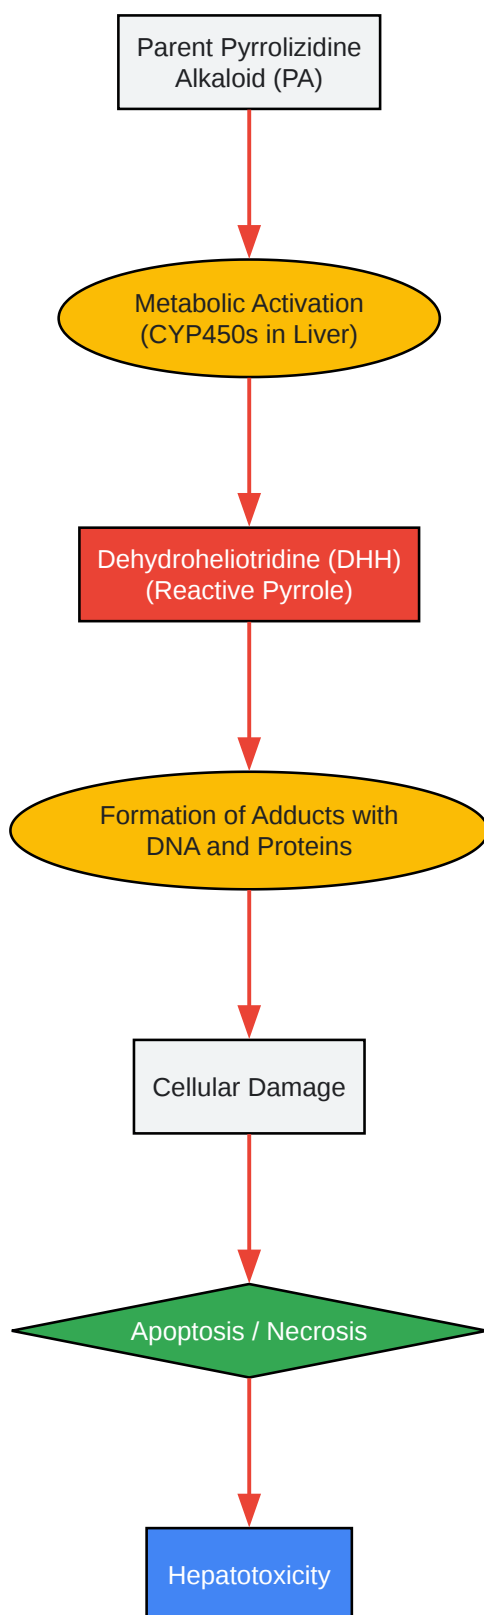 Parent Pyrrolizidine
Alkaloid (PA)
Metabolic Activation
(CYP450s in Liver)
Dehydroheliotridine (DHH)
(Reactive Pyrrole)
Formation of Adducts with
DNA and Proteins
Cellular Damage
Apoptosis / Necrosis
Hepatotoxicity